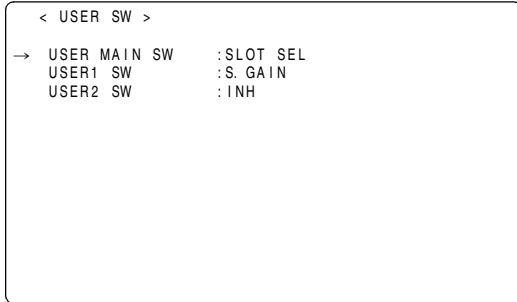 < USER SW >
→ USER MAIN SW :SLOT SEL
USER1 SW :S. GAIN
USER2 SW :INH